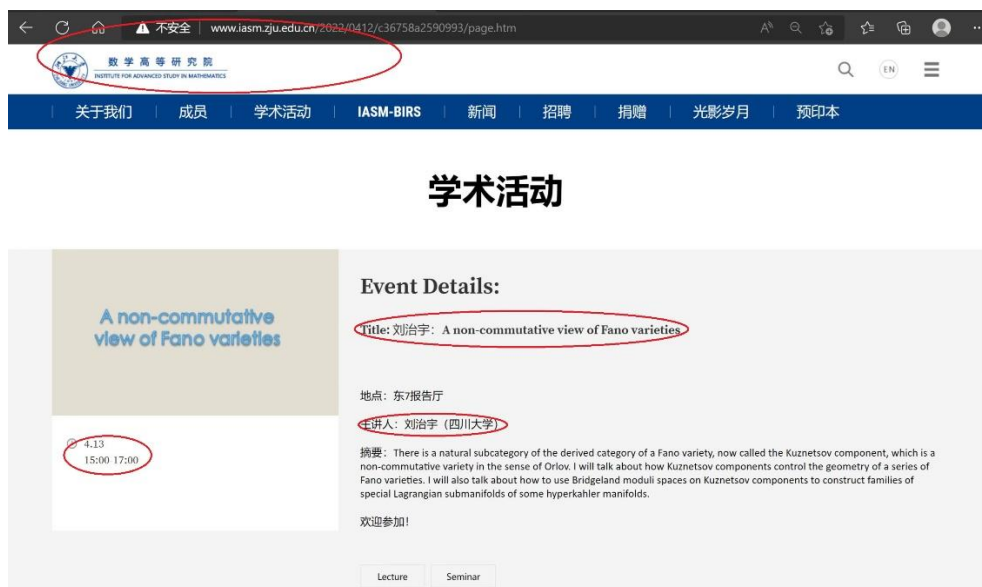 不安全 | www.iasm.zju.edu.cn/2022/0412/c36758a2590993/page.htm
数学高等研究院
INSTITUTE FOR ADVANCED STUDY IN MATHEMATICS
EN
关于我们 | 成员 | 学术活动 | IASM-BIRS | 新闻 | 招聘 | 捐赠 | 光影岁月 | 预印本
学术活动
A non-commutative
view of Fano varieties
4.13
15:00 17:00
Event Details:
Title: 刘治宇：A non-commutative view of Fano varieties
地点：东7报告厅
主讲人：刘治宇（四川大学）
摘要：There is a natural subcategory of the derived category of a Fano variety, now called the Kuznetsov component, which is a
non-commutative variety in the sense of Orlov. I will talk about how Kuznetsov components control the geometry of a series of
Fano varieties. I will also talk about how to use Bridgeland moduli spaces on Kuznetsov components to construct families of
special Lagrangian submanifolds of some hyperkahler manifolds.
欢迎参加！
Lecture
Seminar